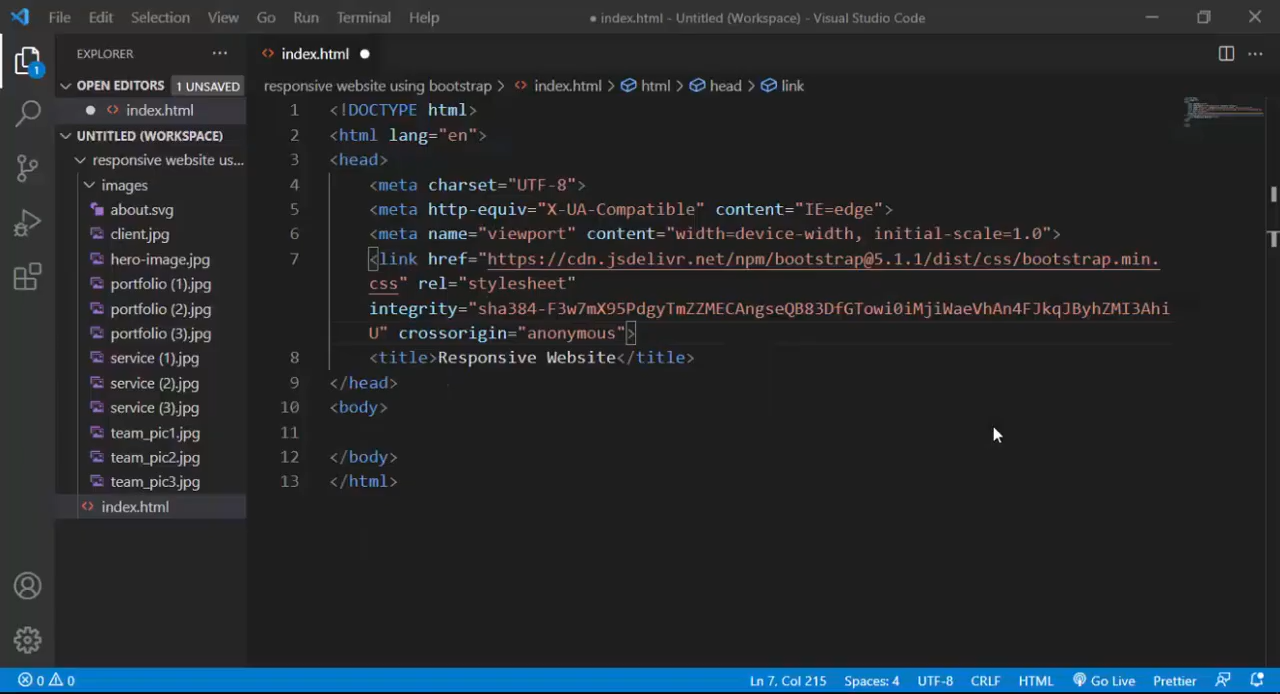 File Edit Selection View Go Run Terminal Help ● index.html - Untitled (Workspace) - Visual Studio Code
EXPLORER ···
index.html ●
1
OPEN EDITORS 1 UNSAVED
● index.html
UNTITLED (WORKSPACE)
responsive website us...
images
about.svg
client.jpg
hero-image.jpg
portfolio (1).jpg
portfolio (2).jpg
portfolio (3).jpg
service (1).jpg
service (2).jpg
service (3).jpg
team_pic1.jpg
team_pic2.jpg
team_pic3.jpg
index.html
responsive website using bootstrap > index.html > html > head > link
1 <!DOCTYPE html>
2 <html lang="en">
3 <head>
4 <meta charset="UTF-8">
5 <meta http-equiv="X-UA-Compatible" content="IE=edge">
6 <meta name="viewport" content="width=device-width, initial-scale=1.0">
7 <link href="https://cdn.jsdelivr.net/npm/bootstrap@5.1.1/dist/css/bootstrap.min.
css" rel="stylesheet"
integrity="sha384-F3w7mX95PdgyTmZZMECAngseQB83DfGTowi0iMjiWaeVhAn4FJkqJByhZMI3Ahi
U" crossorigin="anonymous">
8 <title>Responsive Website</title>
9 </head>
10 <body>
11
12 </body>
13 </html>
0 0 Ln 7, Col 215 Spaces: 4 UTF-8 CRLF HTML Go Live Prettier